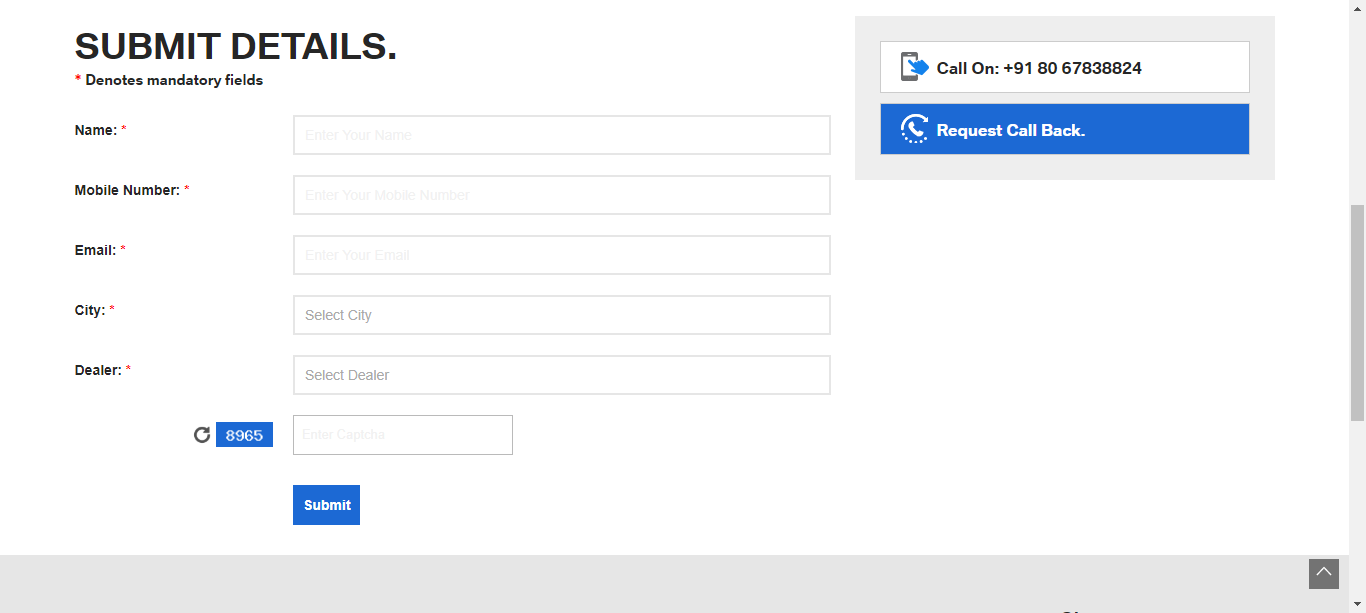 SUBMIT DETAILS.
* Denotes mandatory fields
Name: *
Enter Your Name
Mobile Number: *
Enter Your Mobile Number
Email: *
Enter Your Email
City: *
Select City
Dealer: *
Select Dealer
8965
Enter Captcha
Submit
Call On: +91 80 67838824
Request Call Back.